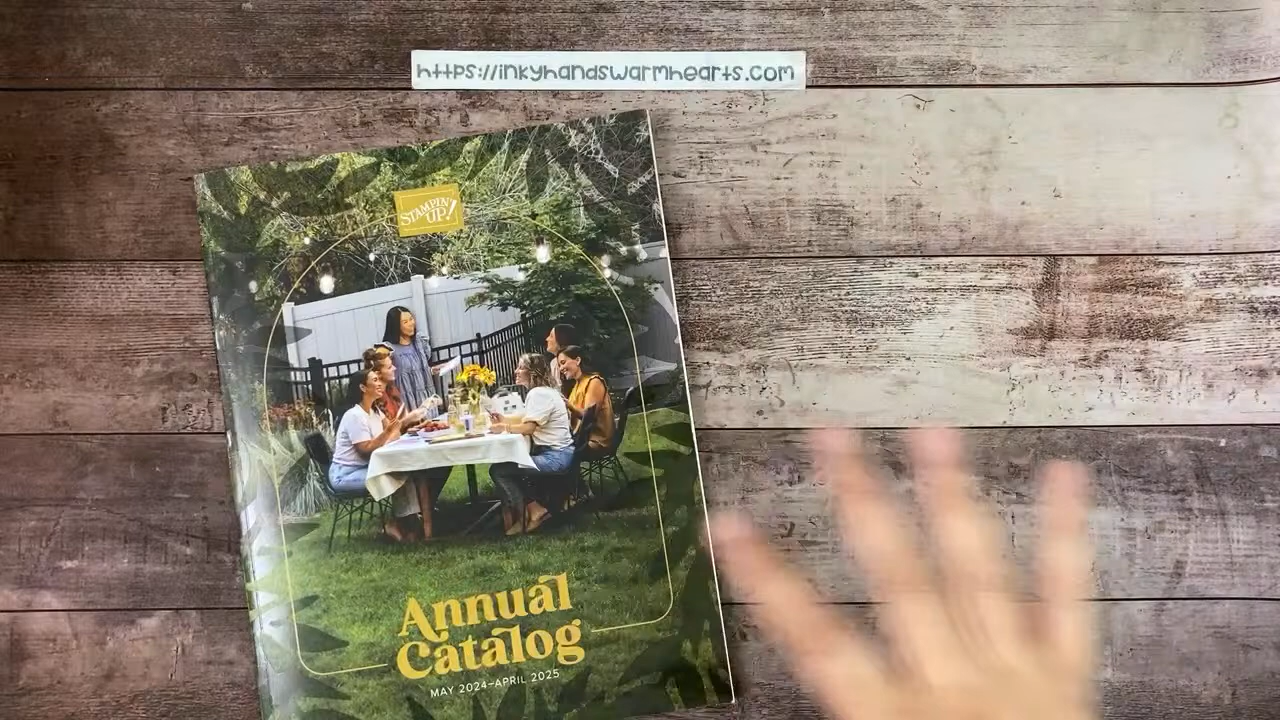 https://inkyhandswarmhearts.com
STAMPIN'
UP!
Annual
Catalog
MAY 2024–APRIL 2025